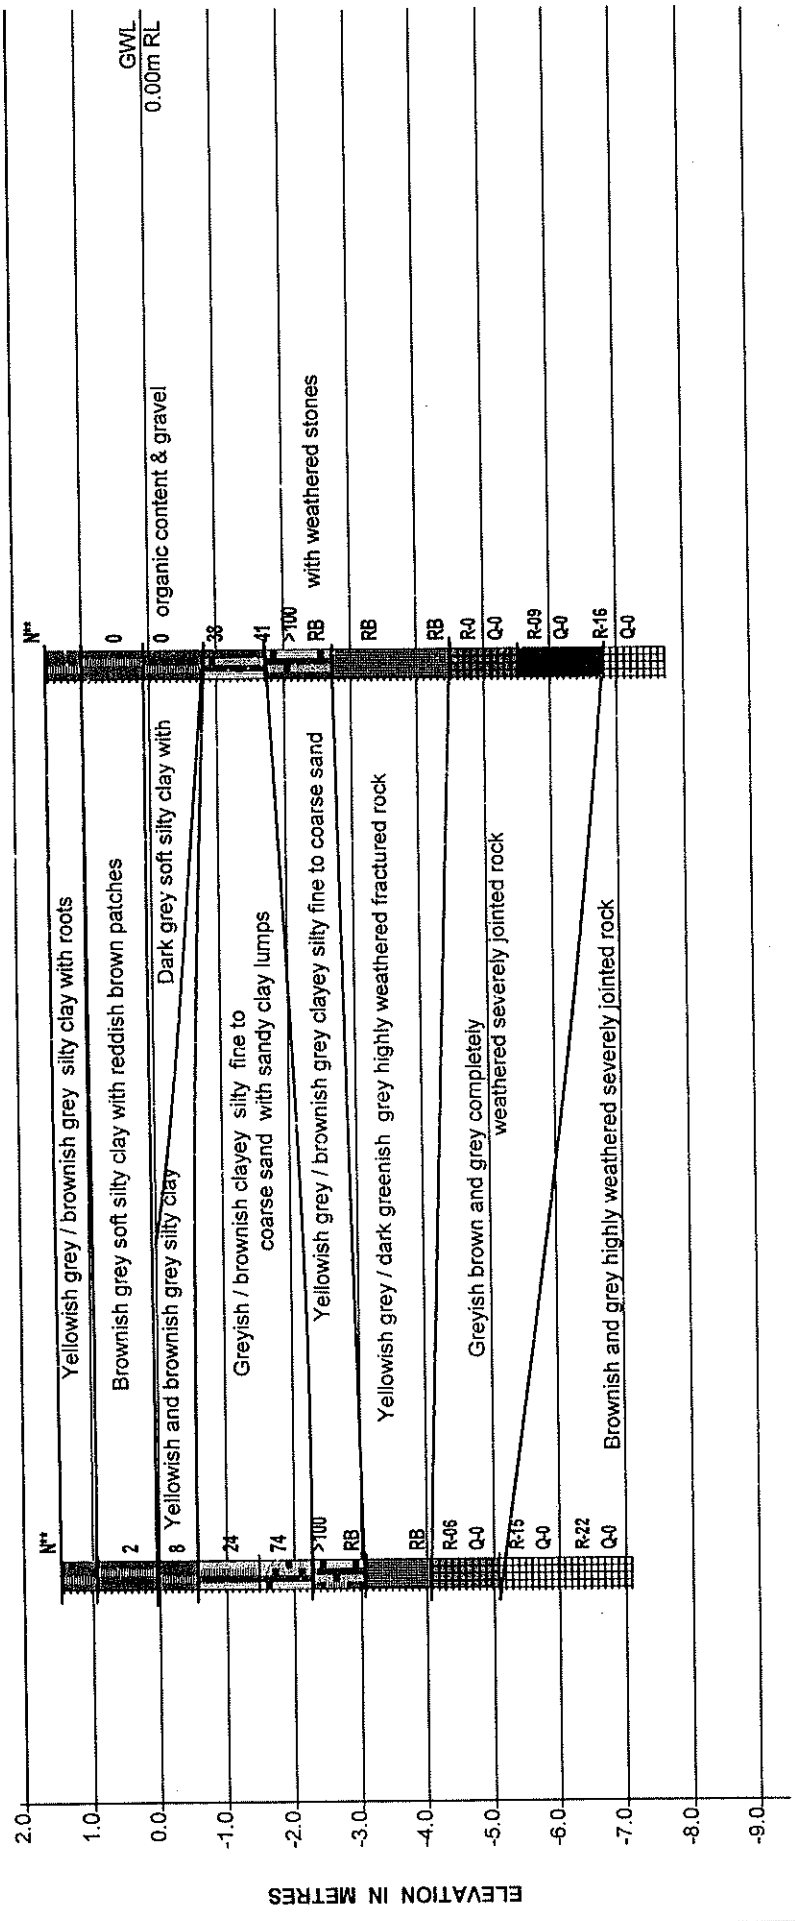 GWL
0.00m RL
N**
N**
Yellowish grey / brownish grey silty clay with roots
Brownish grey soft silty clay with reddish brown patches
2
0
Dark grey soft silty clay with
0 organic content & gravel
Yellowish and brownish grey silty clay
8
38
Greyish / brownish clayey silty fine to
coarse sand with sandy clay lumps
24
74
41
Yellowish grey / brownish grey clayey silty fine to coarse sand
with weathered stones
>100
RB
>100
RB
Yellowish grey / dark greenish grey highly weathered fractured rock
RB
RB
RB
Greyish brown and grey completely
weathered severely jointed rock
R-06
Q-0
R-0
Q-0
R-09
Q-0
Brownish and grey highly weathered severely jointed rock
R-15
Q-0
R-22
Q-0
R-16
Q-0
2.0
1.0
0.0
-1.0
-2.0
-3.0
-4.0
-5.0
-6.0
-7.0
-8.0
-9.0
ELEVATION IN METRES